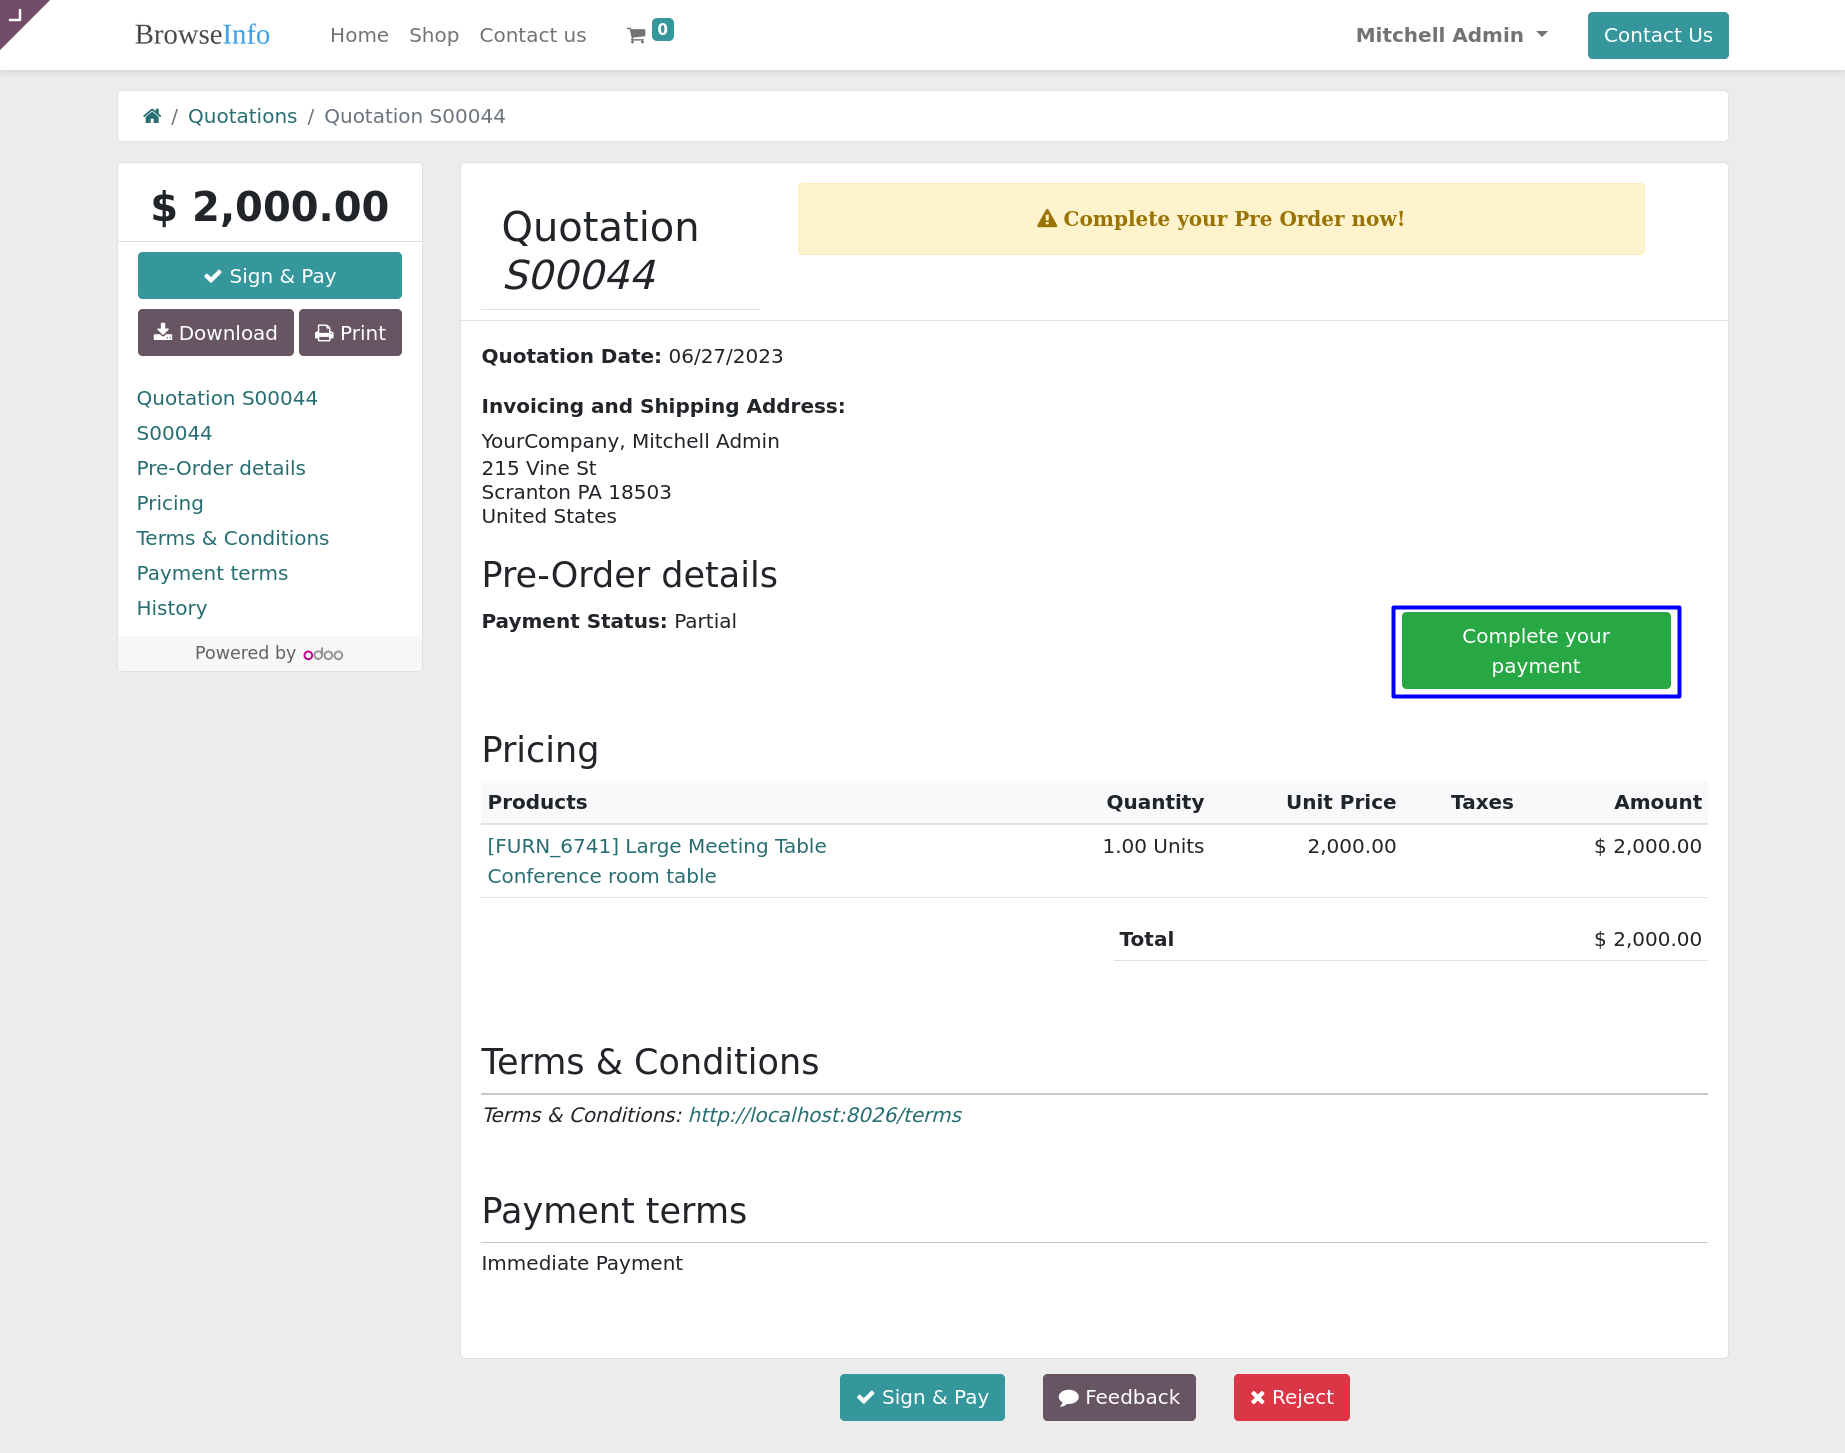 BrowseInfo Home Shop Contact us 0 Mitchell Admin Contact Us
/ Quotations / Quotation S00044
$ 2,000.00
Sign & Pay
Download Print
Quotation S00044
S00044
Pre-Order details
Pricing
Terms & Conditions
Payment terms
History
Powered by odoo
Quotation
S00044
Complete your Pre Order now!
Quotation Date: 06/27/2023
Invoicing and Shipping Address:
YourCompany, Mitchell Admin
215 Vine St
Scranton PA 18503
United States
Pre-Order details
Payment Status: Partial
Complete your
payment
Pricing
Products Quantity Unit Price Taxes Amount
[FURN_6741] Large Meeting Table 1.00 Units 2,000.00 $ 2,000.00
Conference room table
Total $ 2,000.00
Terms & Conditions
Terms & Conditions: http://localhost:8026/terms
Payment terms
Immediate Payment
Sign & Pay Feedback Reject